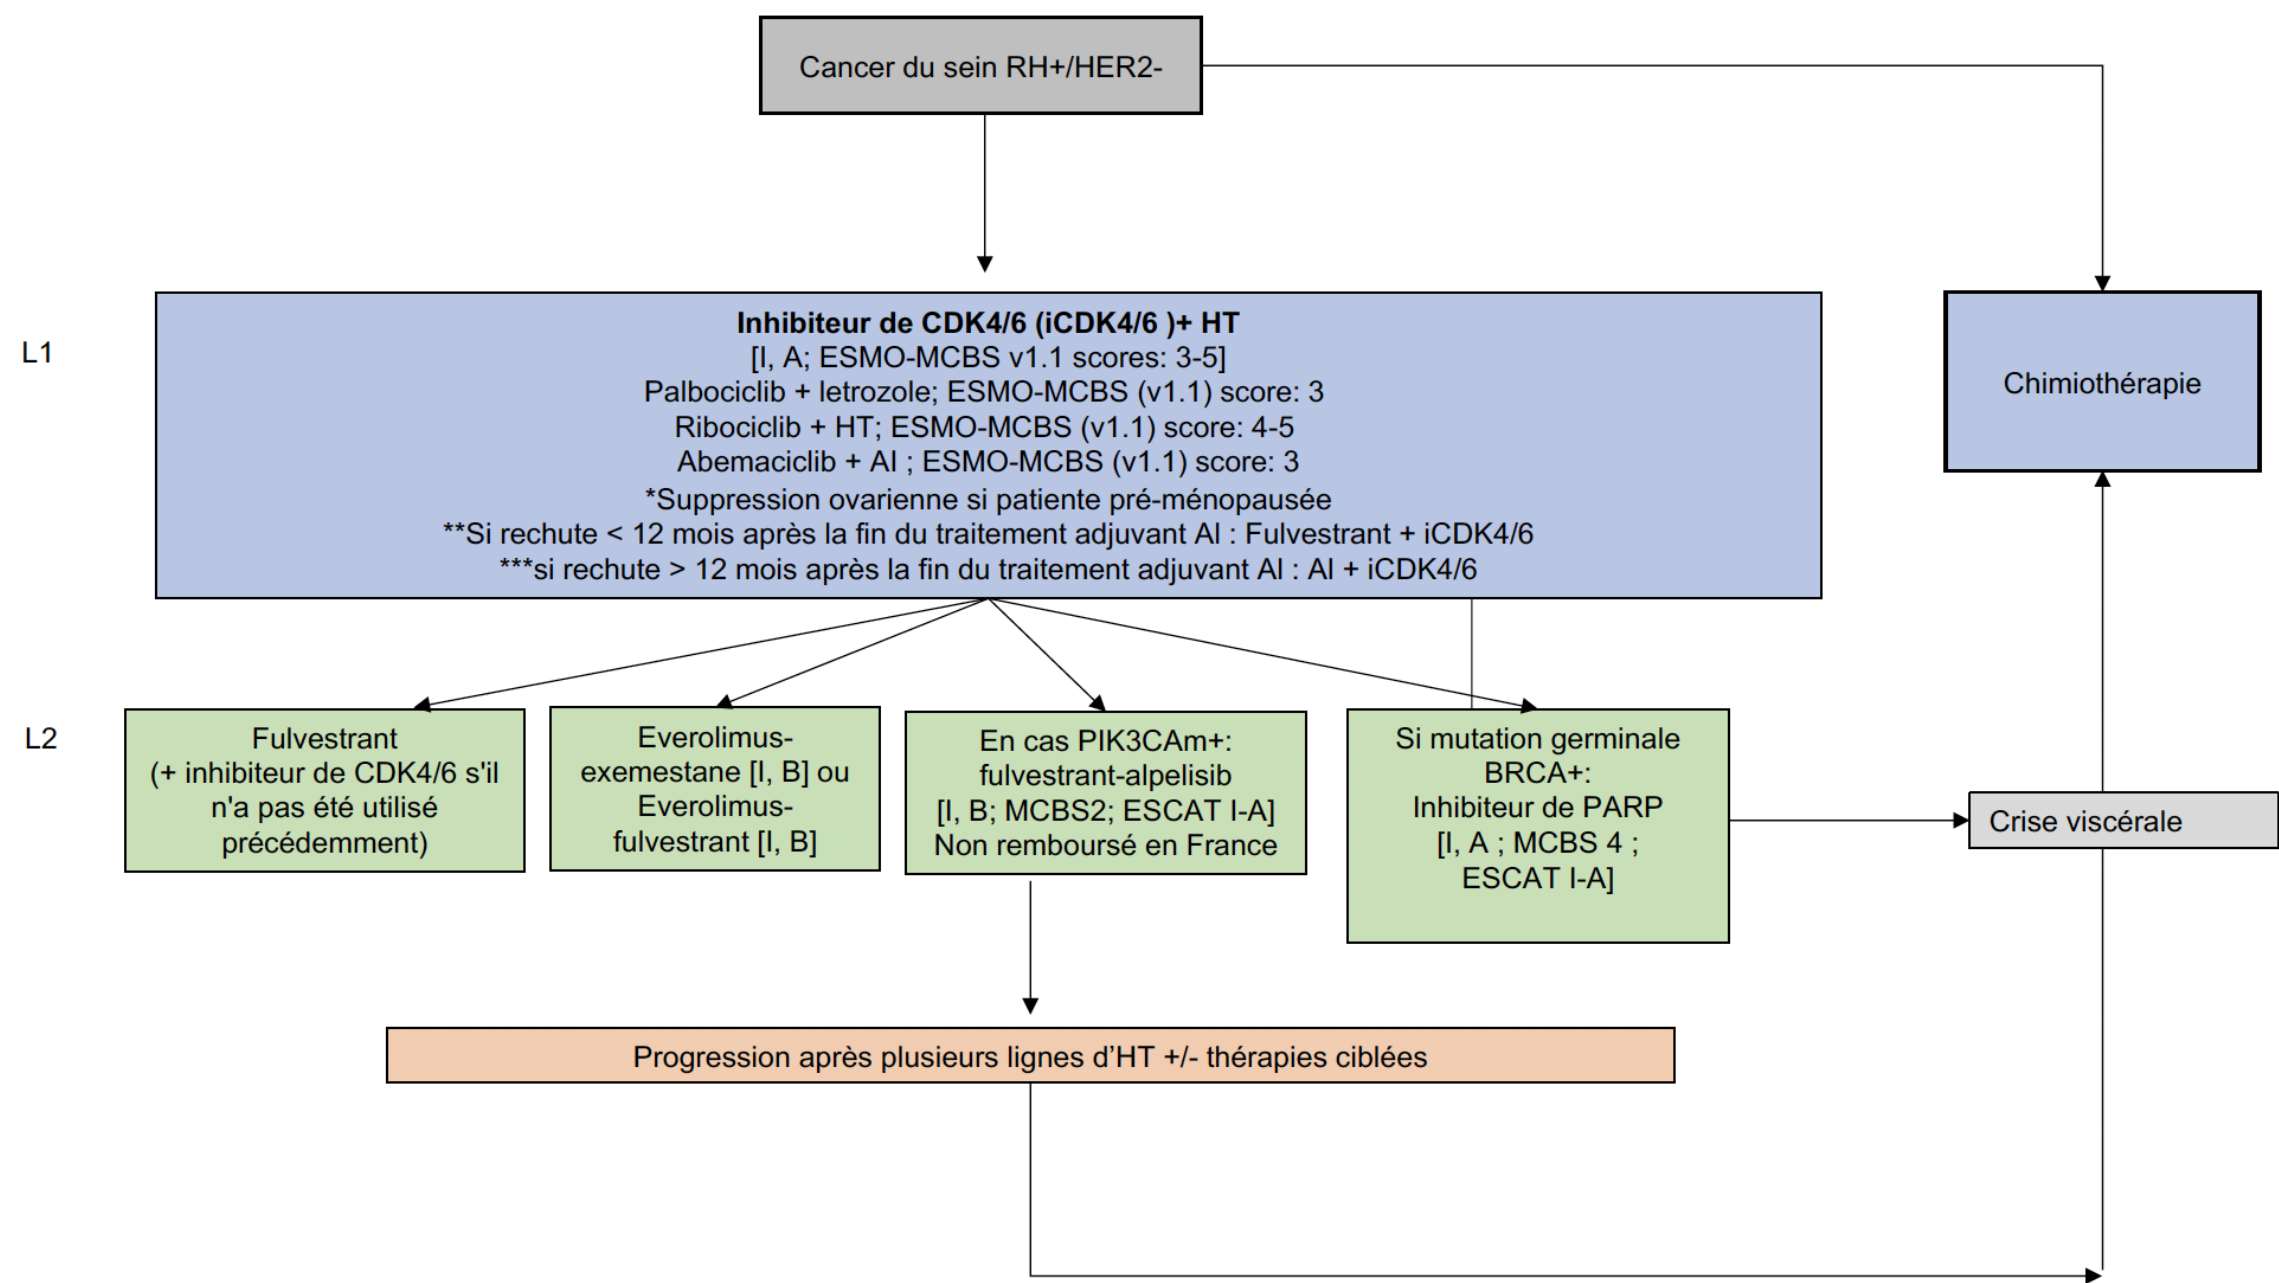 Cancer du sein RH+/HER2-
L1
Inhibiteur de CDK4/6 (iCDK4/6 )+ HT
[I, A; ESMO-MCBS v1.1 scores: 3-5]
Palbociclib + letrozole; ESMO-MCBS (v1.1) score: 3
Ribociclib + HT; ESMO-MCBS (v1.1) score: 4-5
Abemaciclib + AI ; ESMO-MCBS (v1.1) score: 3
*Suppression ovarienne si patiente pré-ménopausée
**Si rechute < 12 mois après la fin du traitement adjuvant AI : Fulvestrant + iCDK4/6
***si rechute > 12 mois après la fin du traitement adjuvant AI : AI + iCDK4/6
Chimiothérapie
L2
Fulvestrant
(+ inhibiteur de CDK4/6 s'il
n'a pas été utilisé
précédemment)
Everolimus-
exemestane [I, B] ou
Everolimus-
fulvestrant [I, B]
En cas PIK3CAm+:
fulvestrant-alpelisib
[I, B; MCBS2; ESCAT I-A]
Non remboursé en France
Si mutation germinale
BRCA+:
Inhibiteur de PARP
[I, A ; MCBS 4 ;
ESCAT I-A]
Crise viscérale
Progression après plusieurs lignes d’HT +/- thérapies ciblées